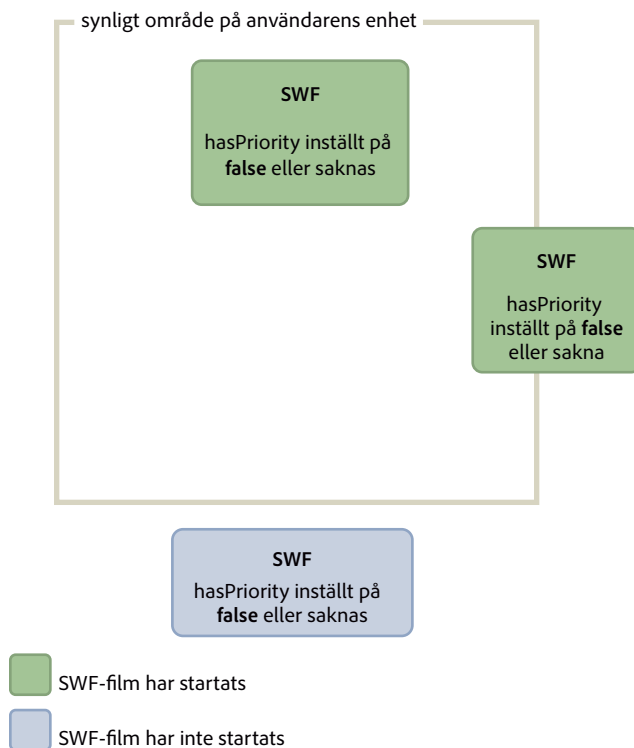 synligt område på användarens enhet
SWF
hasPriority inställt på
false eller saknas
SWF
hasPriority
inställt på false
eller sakna
SWF
hasPriority inställt på
false eller saknas
SWF-film har startats
SWF-film har inte startats